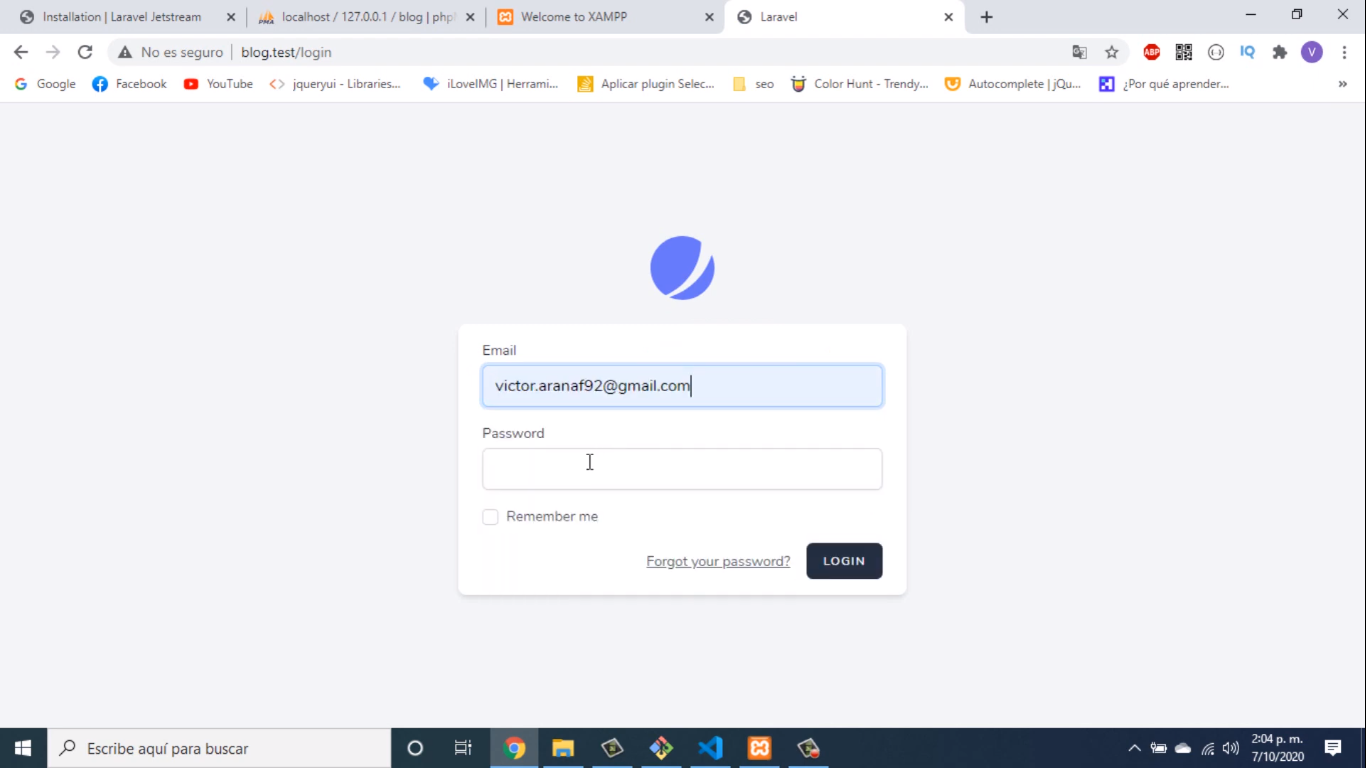 Installation | Laravel Jetstream
localhost / 127.0.0.1 / blog | php
Welcome to XAMPP
Laravel
No es seguro
blog.test/login
ABP
IQ
V
Google
Facebook
YouTube
jqueryui - Libraries...
iLoveIMG | Herrami...
Aplicar plugin Selec...
seo
Color Hunt - Trendy...
Autocomplete | jQu...
¿Por qué aprender...
Email
victor.aranaf92@gmail.com
Password
Remember me
Forgot your password?
LOGIN
Escribe aquí para buscar
2:04 p. m.
7/10/2020